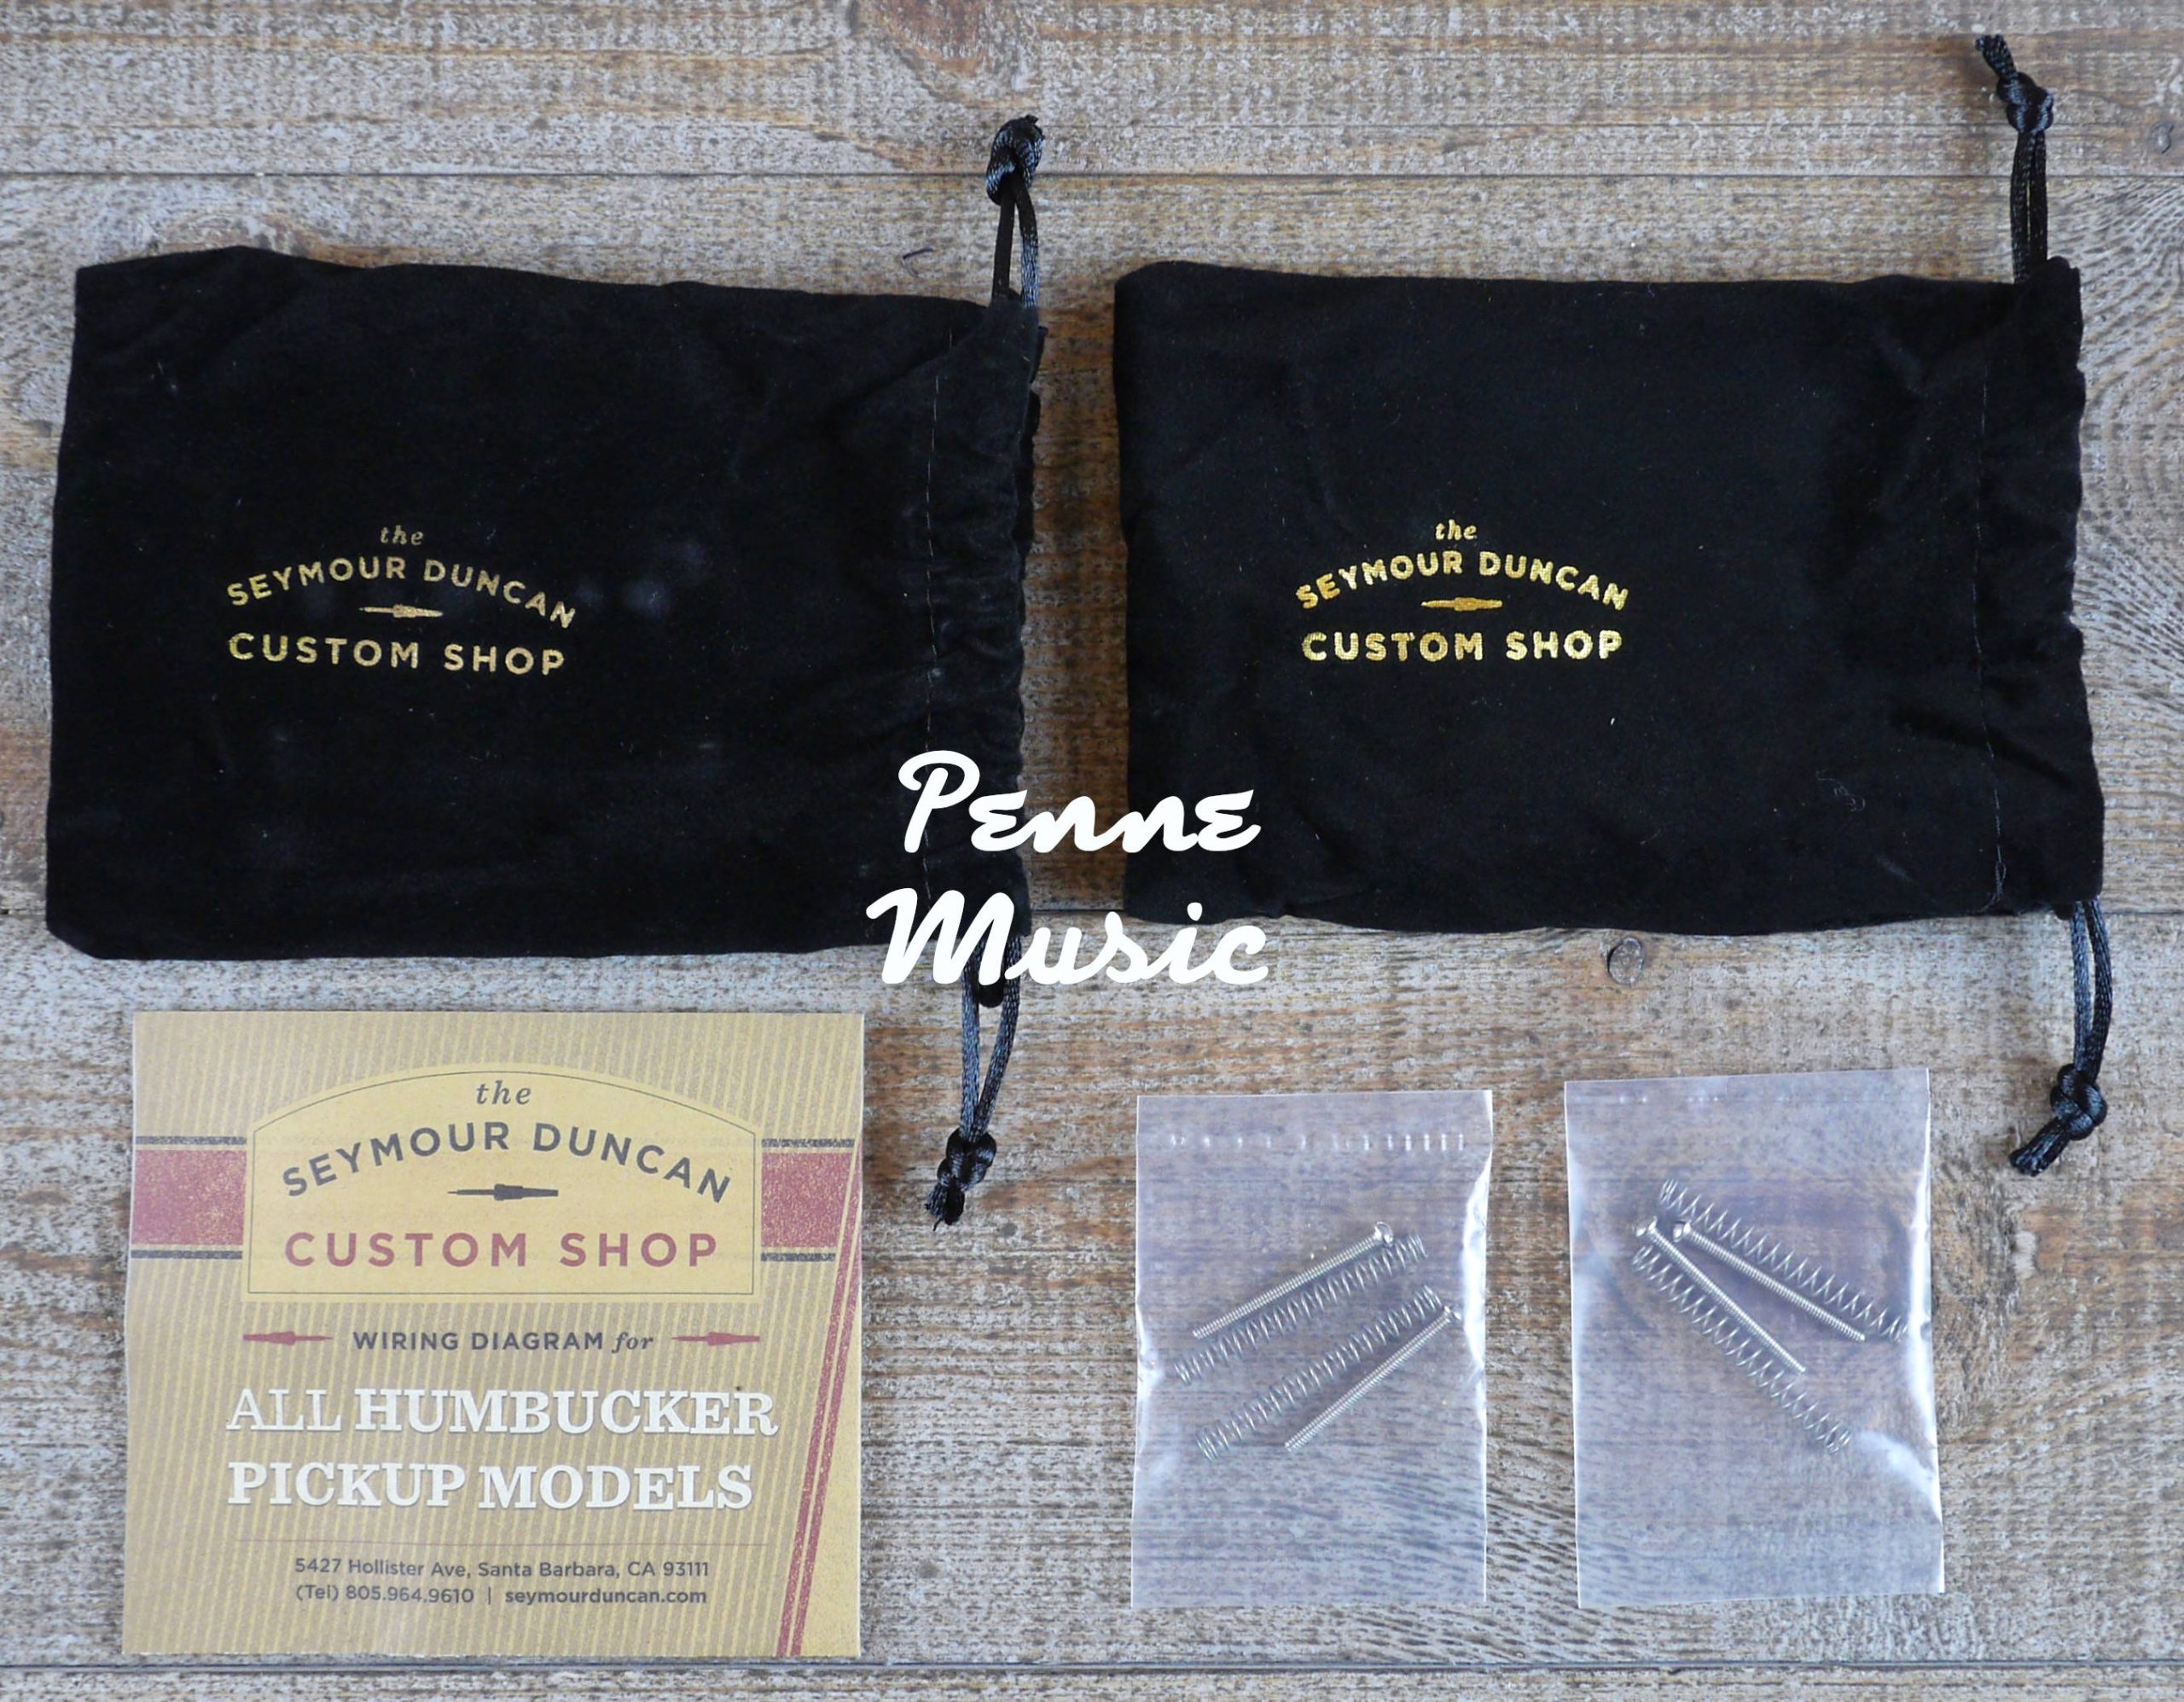 the
SEYMOUR DUNCAN
CUSTOM SHOP
the
SEYMOUR DUNCAN
CUSTOM SHOP
Penne
Music
the
SEYMOUR DUNCAN
CUSTOM SHOP
WIRING DIAGRAM for
ALL HUMBUCKER
PICKUP MODELS
5427 Hollister Ave, Santa Barbara, CA 93111
(Tel) 805.964.9610 | seymourduncan.com